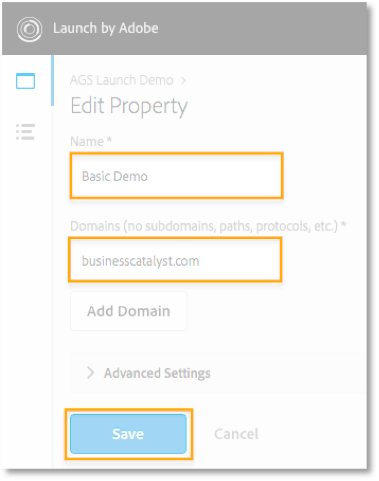 Launch by Adobe
AGS Launch Demo >
Edit Property
Name *
Basic Demo
Domains (no subdomains, paths, protocols, etc.) *
businesscatalyst.com
Add Domain
Advanced Settings
Save Cancel